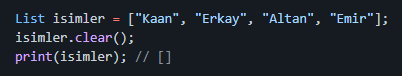 List isimler = ["Kaan", "Erkay", "Altan", "Emir"];
isimler.clear();
print(isimler); // []